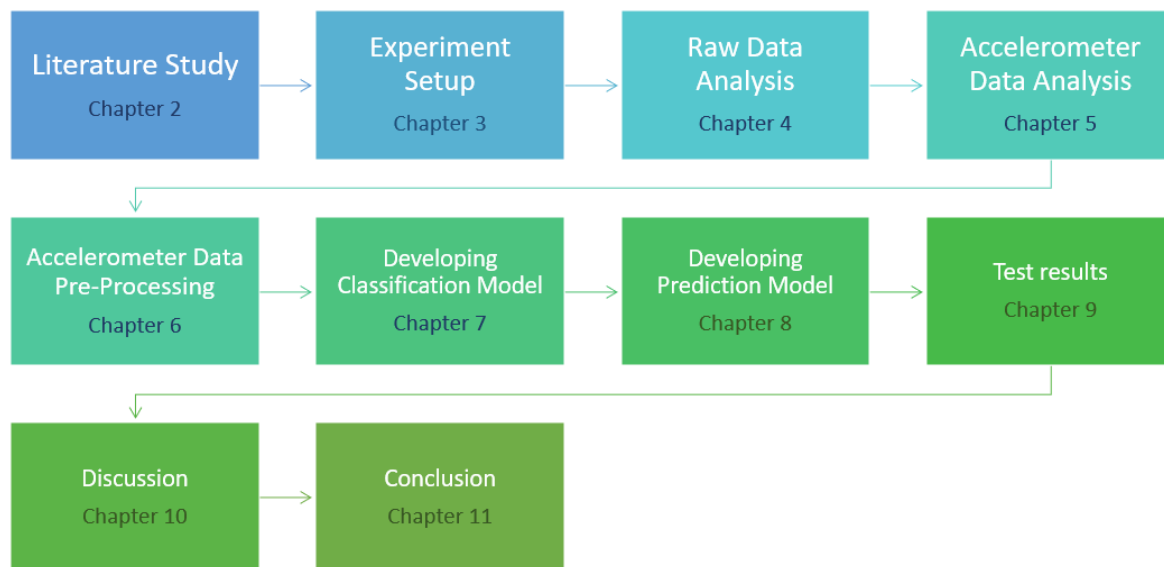 Literature Study
Chapter 2
Experiment
Setup
Chapter 3
Raw Data
Analysis
Chapter 4
Accelerometer
Data Analysis
Chapter 5
Accelerometer Data
Pre-Processing
Chapter 6
Developing
Classification Model
Chapter 7
Developing
Prediction Model
Chapter 8
Test results
Chapter 9
Discussion
Chapter 10
Conclusion
Chapter 11